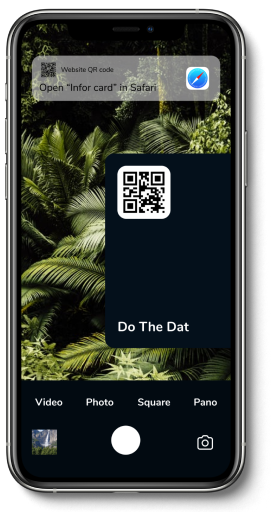 Website QR code
Open “Infor card” in Safari
Do The Dat
Video Photo Square Pano